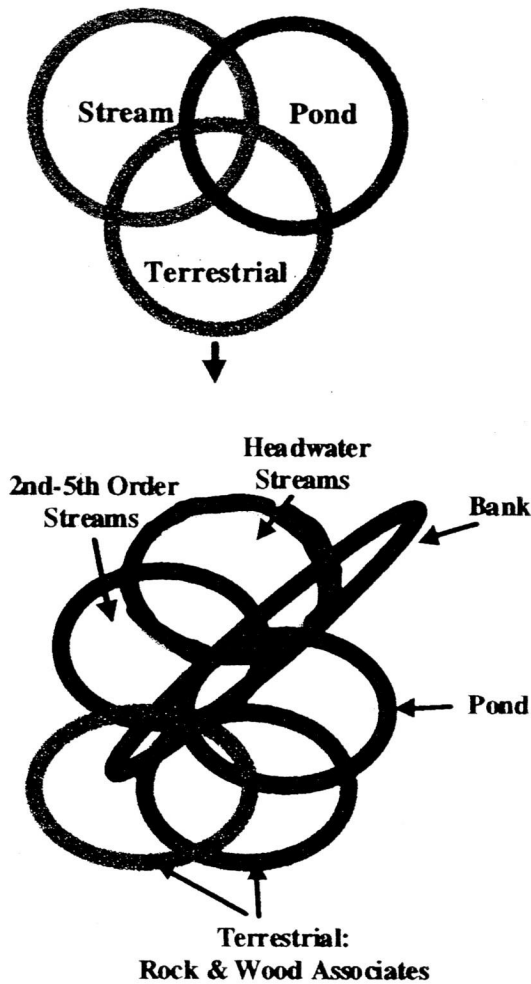 Stream
Pond
Terrestrial
Headwater
Streams
2nd-5th Order
Streams
Bank
Pond
Terrestrial:
Rock & Wood Associates